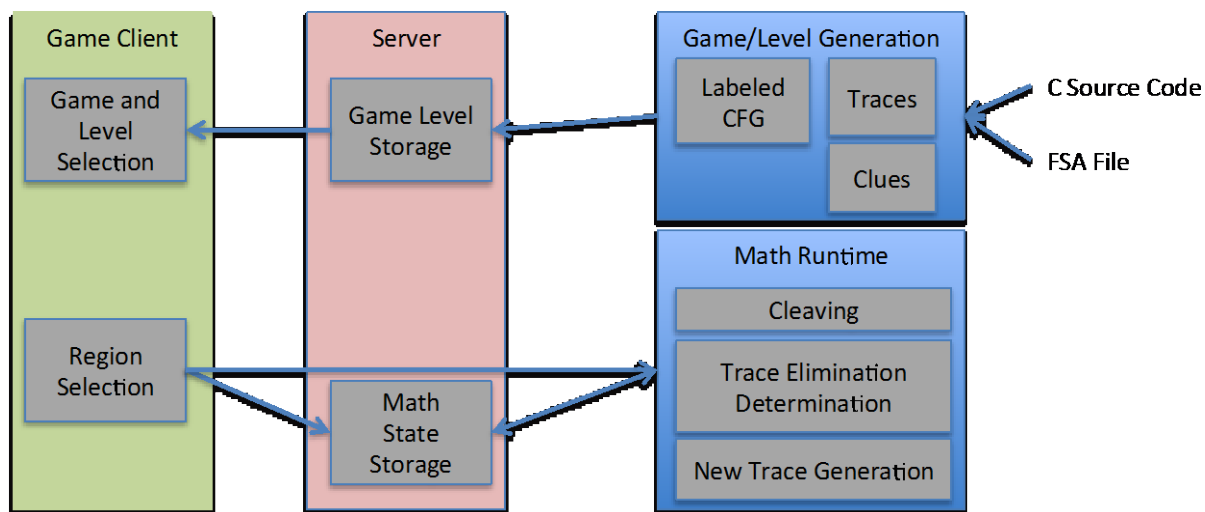 Game Client
Game and
Level
Selection
Region
Selection
Server
Game Level
Storage
Math
State
Storage
Game/Level Generation
Labeled
CFG
Traces
Clues
C Source Code
FSA File
Math Runtime
Cleaving
Trace Elimination
Determination
New Trace Generation